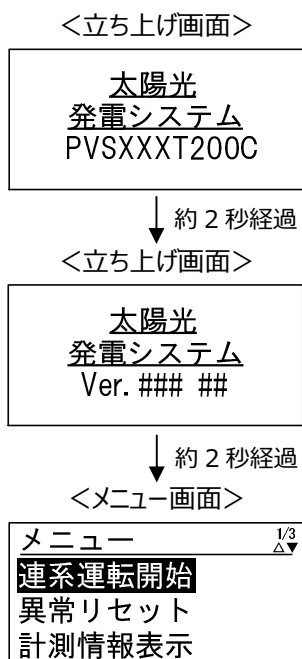 ＜立ち上げ画面＞
太陽光
発電システム
PVSXXXT200C
約２秒経過
＜立ち上げ画面＞
太陽光
発電システム
Ver. ### ##
約２秒経過
＜メニュー画面＞
メニュー 1/3
△▼
連系運転開始
異常リセット
計測情報表示